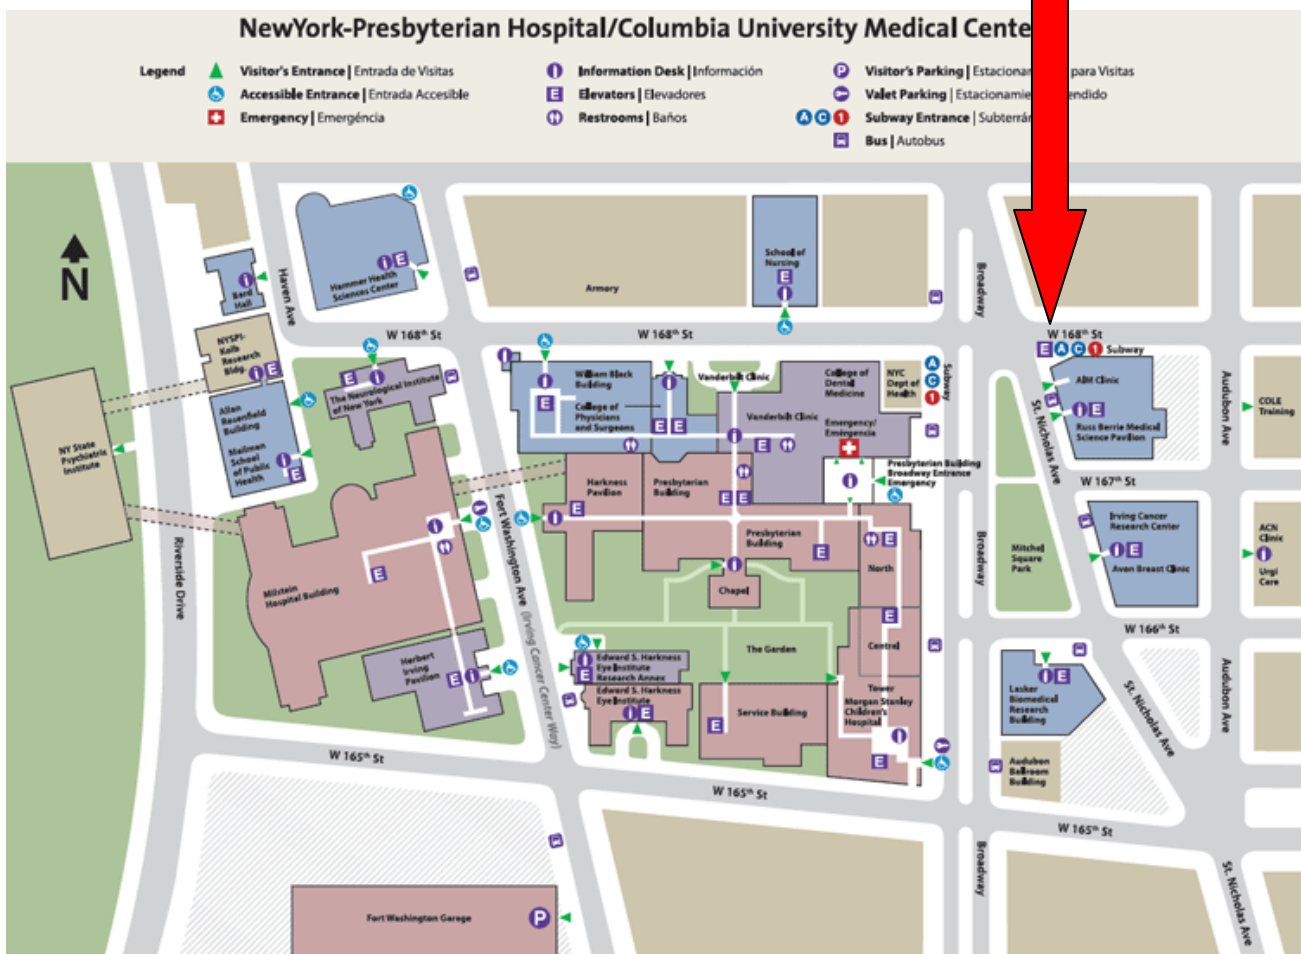 NewYork-Presbyterian Hospital/Columbia University Medical Cente
Legend
Visitor's Entrance | Entrada de Visitas
Accessible Entrance | Entrada Accesible
Emergency | Emergéncia
Information Desk | Información
E Elevators | Elevadores
Restrooms | Baños
P Visitor's Parking | Estacionam para Visitas
Valet Parking | Estacionamie endido
A C 1 Subway Entrance | Subterrán
Bus | Autobus
N
Hammer Health
Sciences Center
E
Bard
Hall
Haven Ave
Armory
School of
Nursing
E
Broadway
W 168th St
W 168th St
W 168th St
E A C 1 Subway
NYSPI-
Kolb
Research
Bldg.
E
NY State
Psychiatric
Institute
Allan
Rosenfield
Building
Mailman
School
of Public
Health
E
E
The Neurological Institute
of New York
William Black
Building
E
College of
Physicians
and Surgeons
E E
Vanderbilt Clinic
Vanderbilt Clinic
E
College of
Dental
Medicine
Emergency/
Emérgencia
NYC
Dept of
Health
A
C
1
Subway
Presbyterian Building
Broadway Entrance
Emergency
AIM Clinic
E
Russ Berrie Medical
Science Pavilion
St. Nicholas Ave
Audubon Ave
COLE
Training
W 167th St
Harkness
Pavilion
E
Presbyterian
Building
E E
Presbyterian
Building
E
E
North
Chapel
E
Central
The Garden
Tower
Morgan Stanley
Children's
Hospital
E
Service Building
E
Milstein
Hospital Building
E
Herbert
Irving
Pavilion
E
Riverside Drive
Fort Washington Ave (Irving Cancer Center Way)
Edward S. Harkness
Eye Institute
Research Annex
E
Edward S. Harkness
Eye Institute
E
Broadway
Mitchel
Square
Park
Irving Cancer
Research Center
E
Avon Breast Clinic
ACN
Clinic
Urgi
Care
W 166th St
E
Lasker
Biomedical
Research
Building
St. Nicholas Ave
Audubon Ave
Audubon
Ballroom
Building
W 165th St
W 165th St
W 165th St
Broadway
St. Nicholas Ave
Fort Washington Garage
P